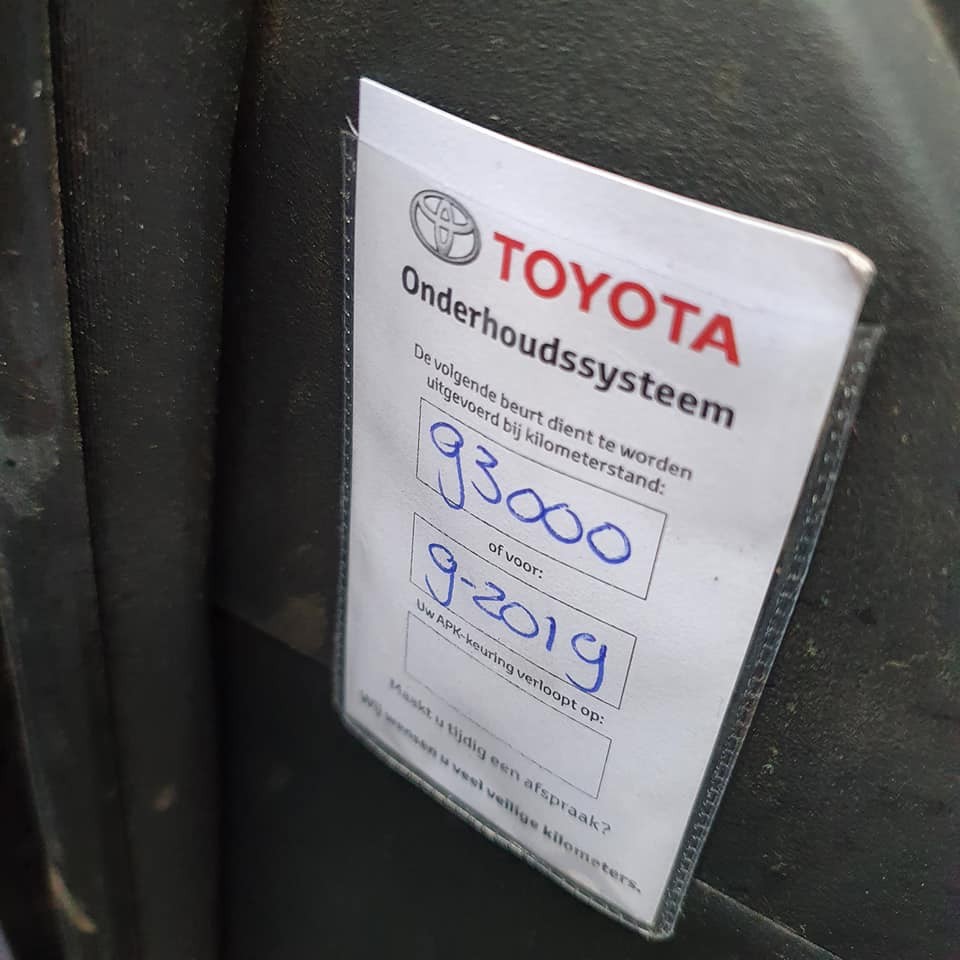 TOYOTA
Onderhoudssysteem
De volgende beurt dient te worden
uitgevoerd bij kilometerstand:
93000
of voor:
9-2019
Uw APK-keuring verloopt op:
Maakt u tijdig een afspraak?
Wij wensen u veel veilige kilometers.